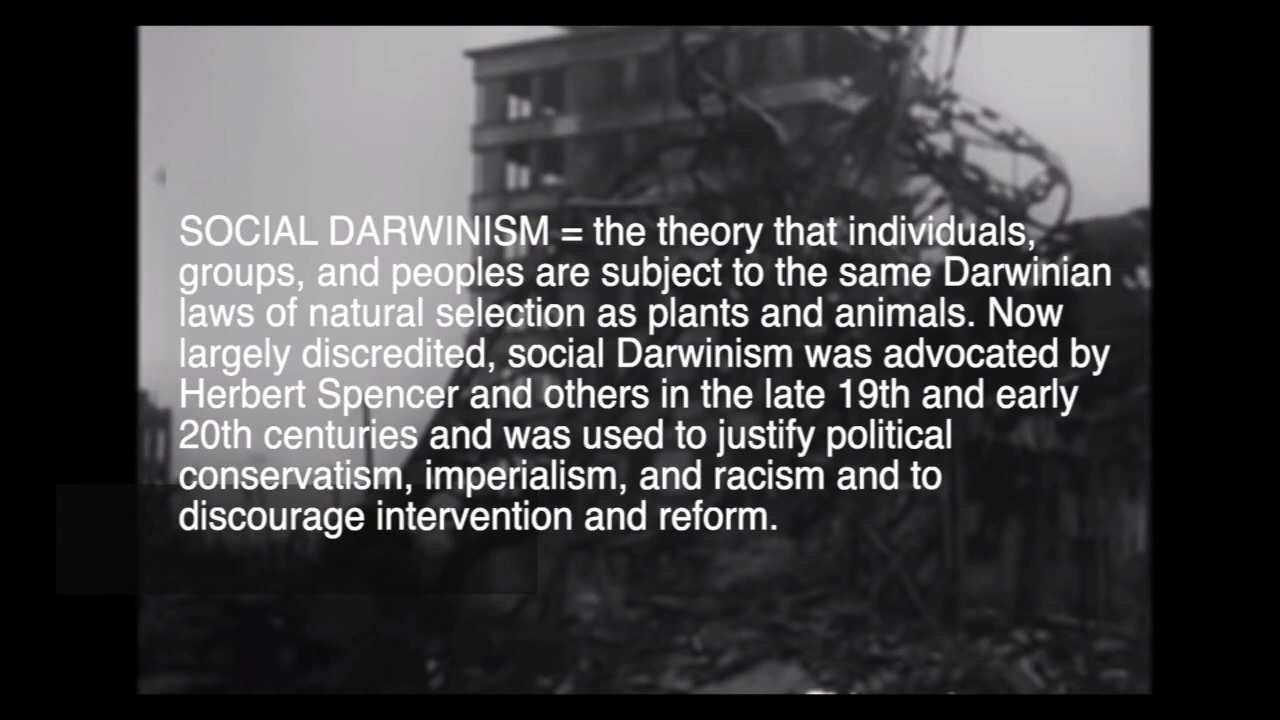 SOCIAL DARWINISM = the theory that individuals,
groups, and peoples are subject to the same Darwinian
laws of natural selection as plants and animals. Now
largely discredited, social Darwinism was advocated by
Herbert Spencer and others in the late 19th and early
20th centuries and was used to justify political
conservatism, imperialism, and racism and to
discourage intervention and reform.